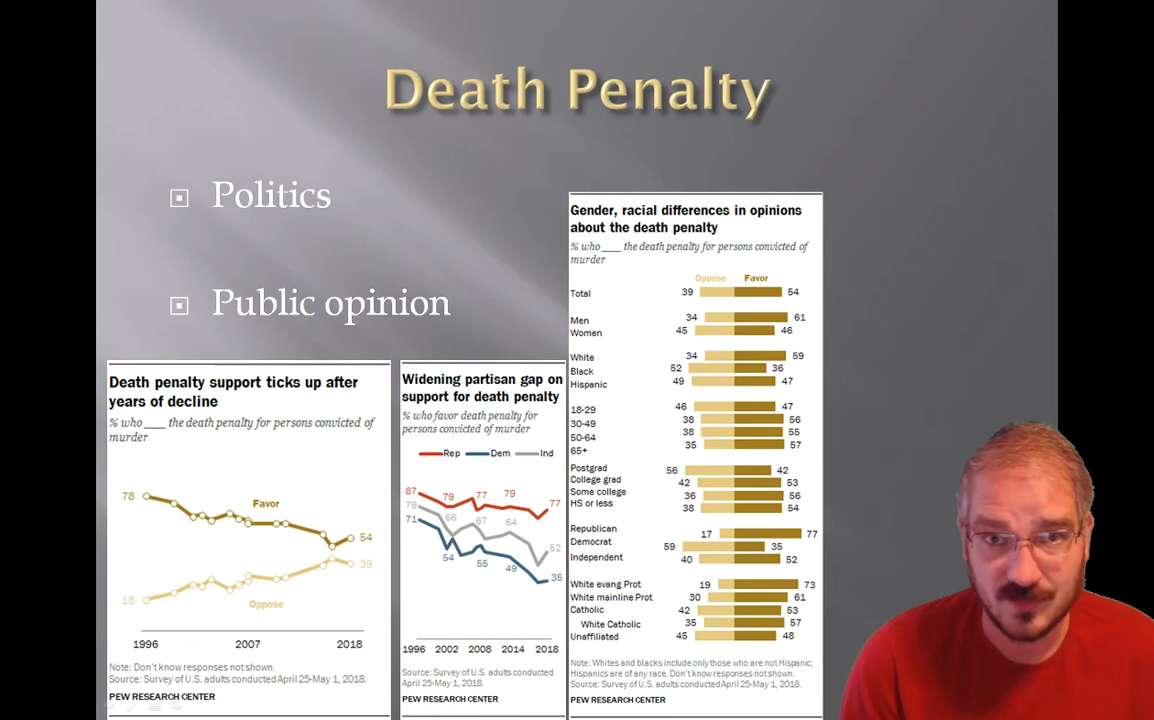 Death Penalty
Politics
Public opinion
Death penalty support ticks up after
years of decline
% who ___ the death penalty for persons convicted of
murder
78
Favor
54
39
18
Oppose
1996 2007 2018
Note: Don't know responses not shown.
Source: Survey of U.S. adults conducted April 25-May 1, 2018.
PEW RESEARCH CENTER
Widening partisan gap on
support for death penalty
% who favor death penalty for
persons convicted of murder
Rep Dem Ind
87 79 77 79 77
79 66 67 64 52
71 54 55 49 35
1996 2002 2008 2014 2018
Source: Survey of U.S. adults conducted
April 25-May 1, 2018.
PEW RESEARCH CENTER
Gender, racial differences in opinions
about the death penalty
% who ___ the death penalty for persons convicted of
murder
Oppose Favor
Total 39 54
Men 34 61
Women 45 46
White 34 59
Black 52 36
Hispanic 49 47
18-29 46 47
30-49 38 56
50-64 38 55
65+ 35 57
Postgrad 56 42
College grad 42 53
Some college 36 56
HS or less 38 54
Republican 17 77
Democrat 59 35
Independent 40 52
White evang Prot 19 73
White mainline Prot 30 61
Catholic 42 53
White Catholic 35 57
Unaffiliated 45 48
Note: Whites and blacks include only those who are not Hispanic;
Hispanics are of any race. Don't know responses not shown.
Source: Survey of U.S. adults conducted April 25-May 1, 2018.
PEW RESEARCH CENTER